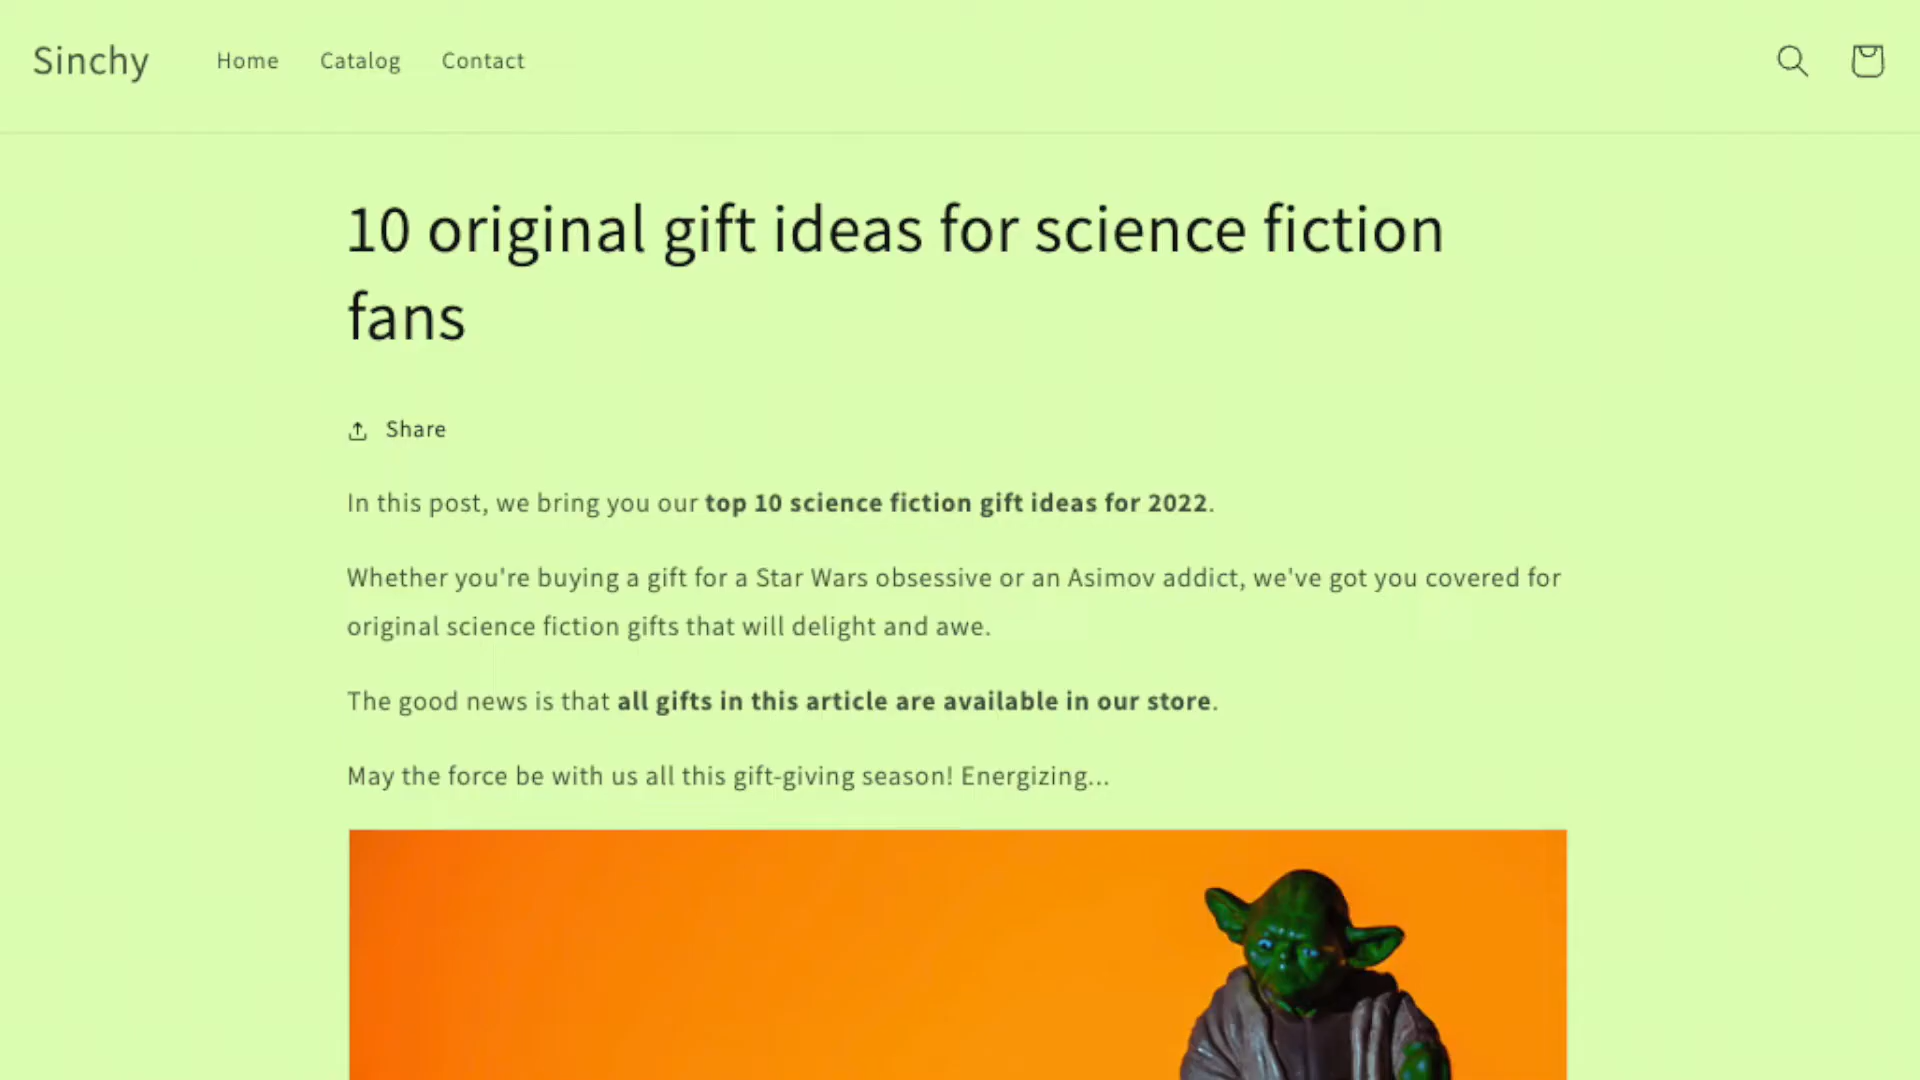 Sinchy
Home
Catalog
Contact
10 original gift ideas for science fiction
fans
Share
In this post, we bring you our top 10 science fiction gift ideas for 2022.
Whether you're buying a gift for a Star Wars obsessive or an Asimov addict, we've got you covered for
original science fiction gifts that will delight and awe.
The good news is that all gifts in this article are available in our store.
May the force be with us all this gift-giving season! Energizing...